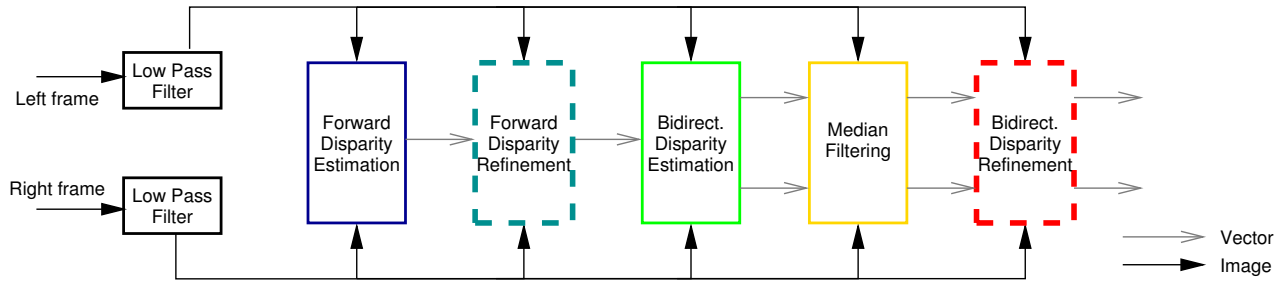 Low Pass
Filter
Left frame
Right frame
Low Pass
Filter
Forward
Disparity
Estimation
Forward
Disparity
Refinement
Bidirect.
Disparity
Estimation
Median
Filtering
Bidirect.
Disparity
Refinement
Vector
Image